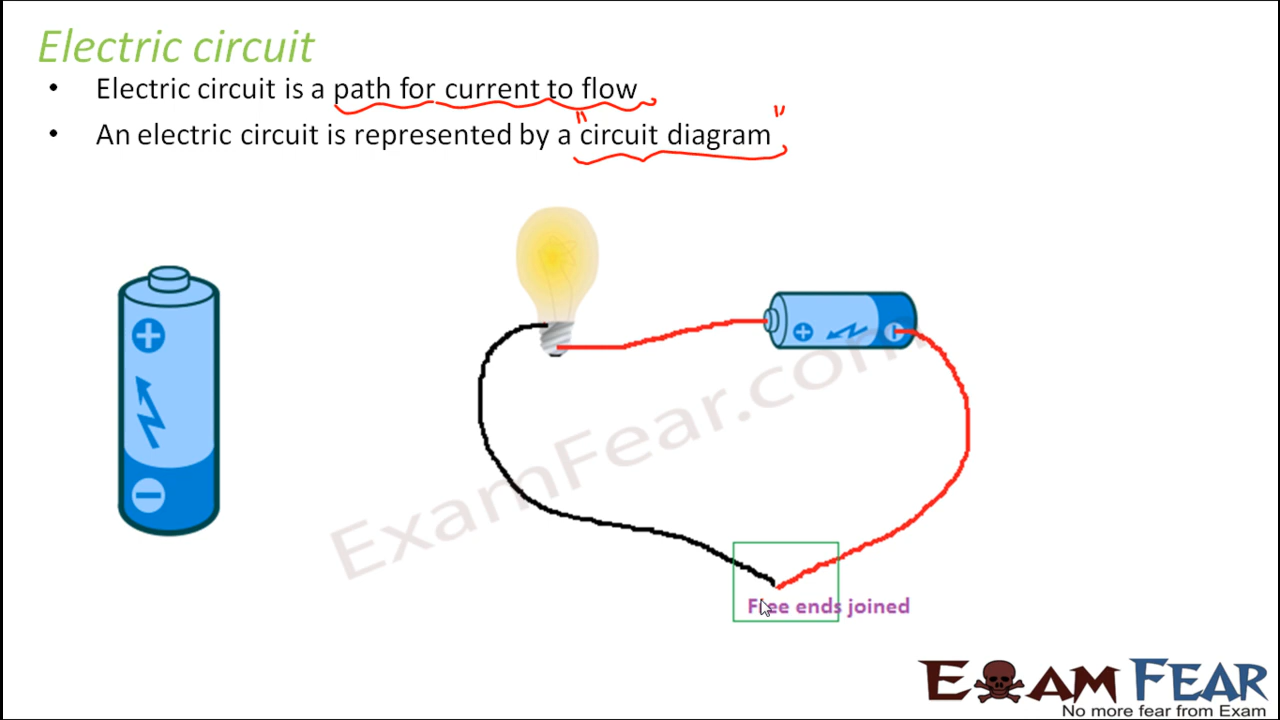 Electric circuit
• Electric circuit is a path for current to flow
• An electric circuit is represented by a "circuit diagram"
+
−
+
ExamFear.com
Free ends joined
EXAM FEAR
No more fear from Exam